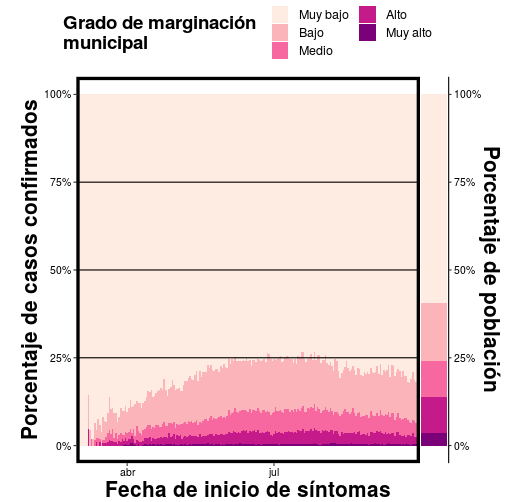 Grado de marginación
municipal
Muy bajo
Bajo
Medio
Alto
Muy alto
Porcentaje de casos confirmados
100%
75%
50%
25%
0%
100%
75%
50%
25%
0%
Porcentaje de población
abr
jul
Fecha de inicio de síntomas